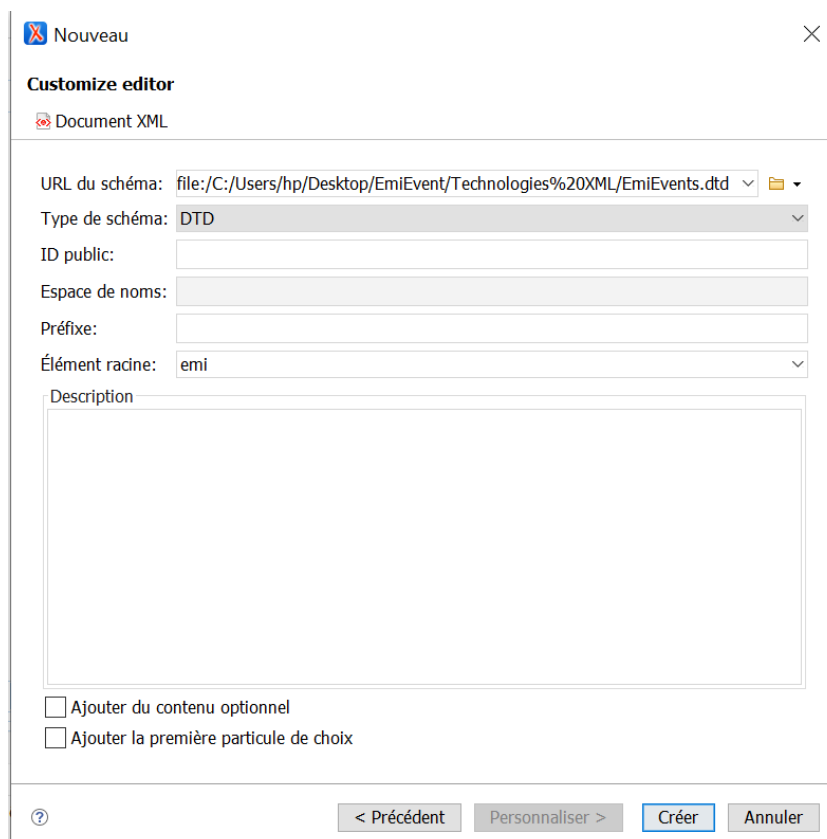 Nouveau
Customize editor
Document XML
URL du schéma: file:/C:/Users/hp/Desktop/EmiEvent/Technologies%20XML/EmiEvents.dtd
Type de schéma: DTD
ID public:
Espace de noms:
Préfixe:
Élément racine: emi
Description
Ajouter du contenu optionnel
Ajouter la première particule de choix
? < Précédent Personnaliser > Créer Annuler